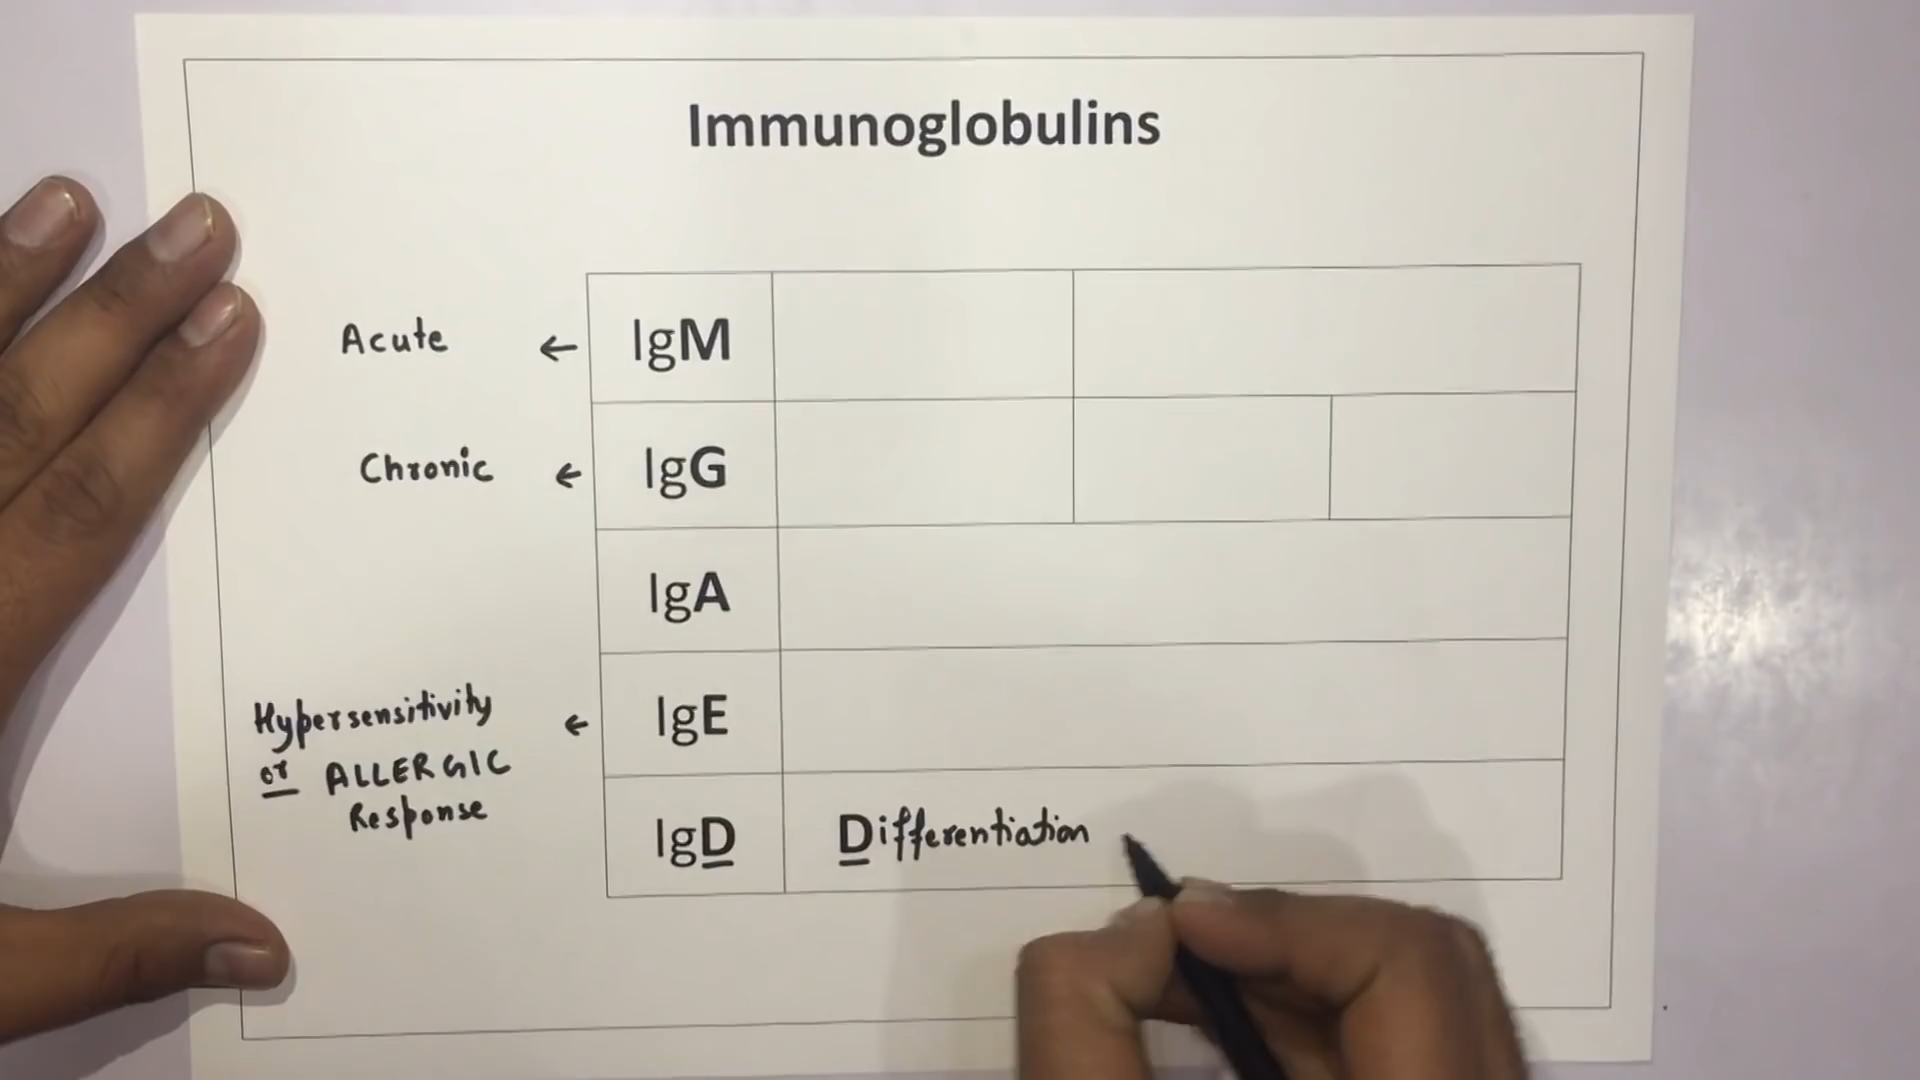 Immunoglobulins
Acute ← IgM
Chronic ← IgG
IgA
Hypersensitivity ← IgE
or ALLERGIC
Response
IgD Differentiation